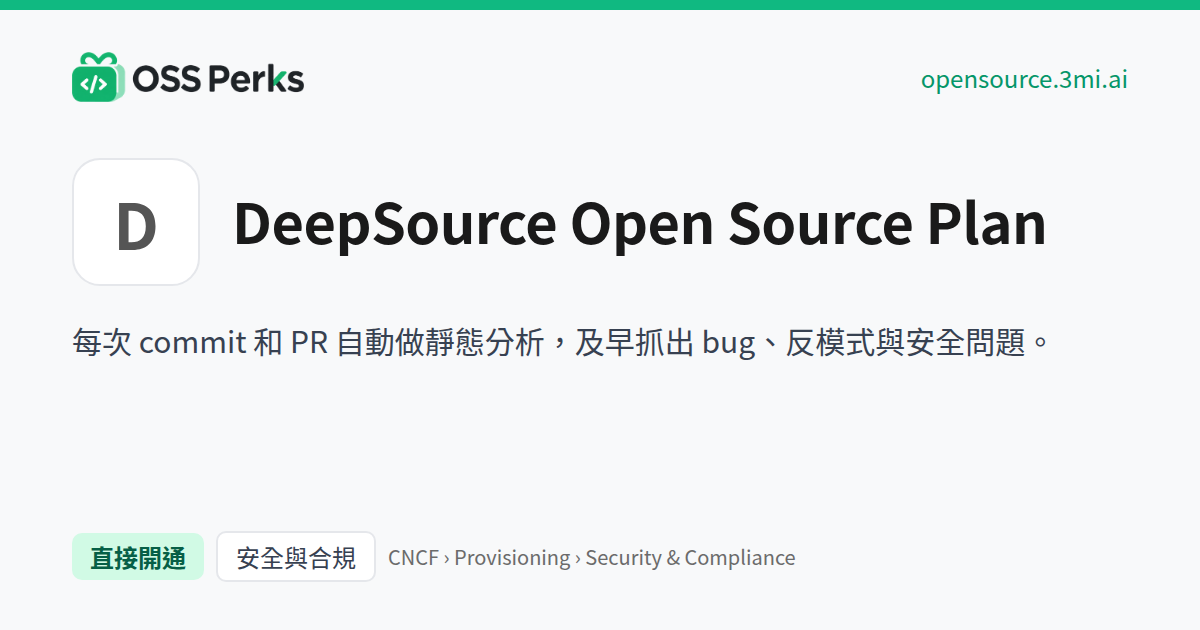 OSS Perks
opensource.3mi.ai
D
DeepSource Open Source Plan
每次 commit 和 PR 自動做靜態分析，及早抓出 bug、反模式與安全問題。
直接開通
安全與合規
CNCF › Provisioning › Security & Compliance